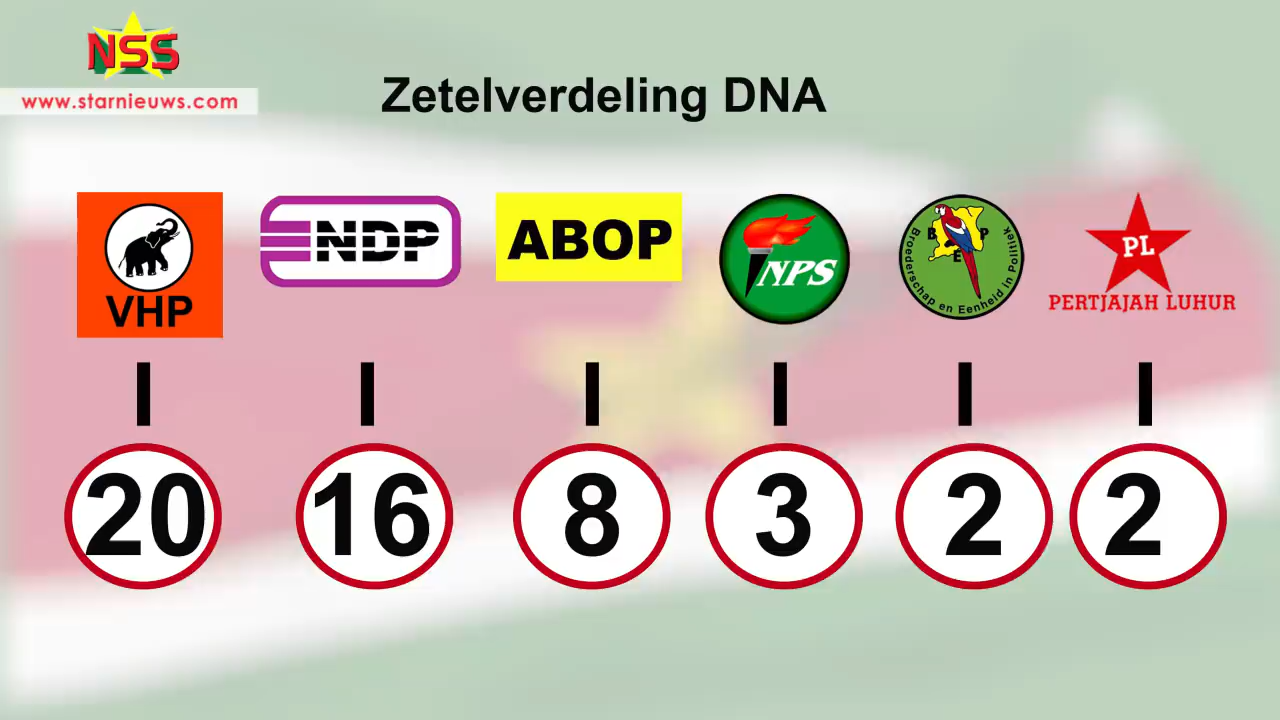 NSS
www.starnieuws.com
Zetelverdeling DNA
VHP
NDP
ABOP
NPS
B P
E
Broederschap en Eenheid in Politiek
PL
PERTJAJAH LUHUR
20 16 8 3 2 2